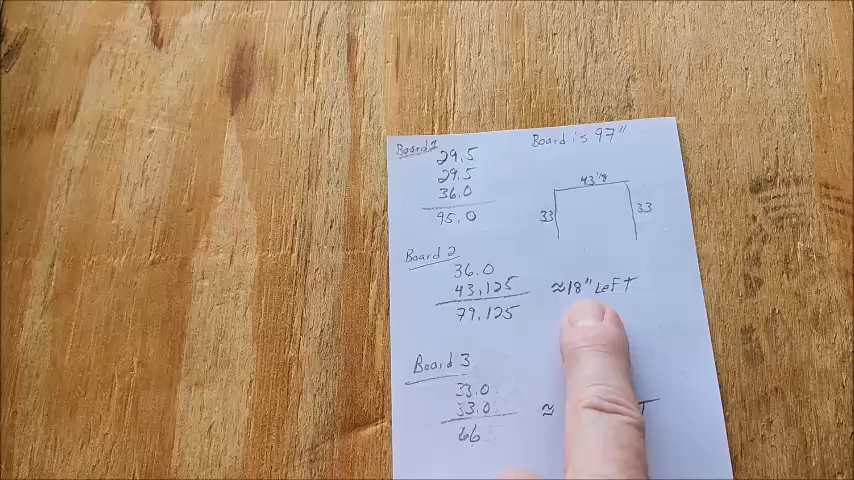 Board 1
29.5
29.5
36.0
95.0
Board is 97"
43 1/8
33
33
Board 2
36.0
43.125
79.125
≈18" LeFT
Board 3
33.0
33.0
66
≈